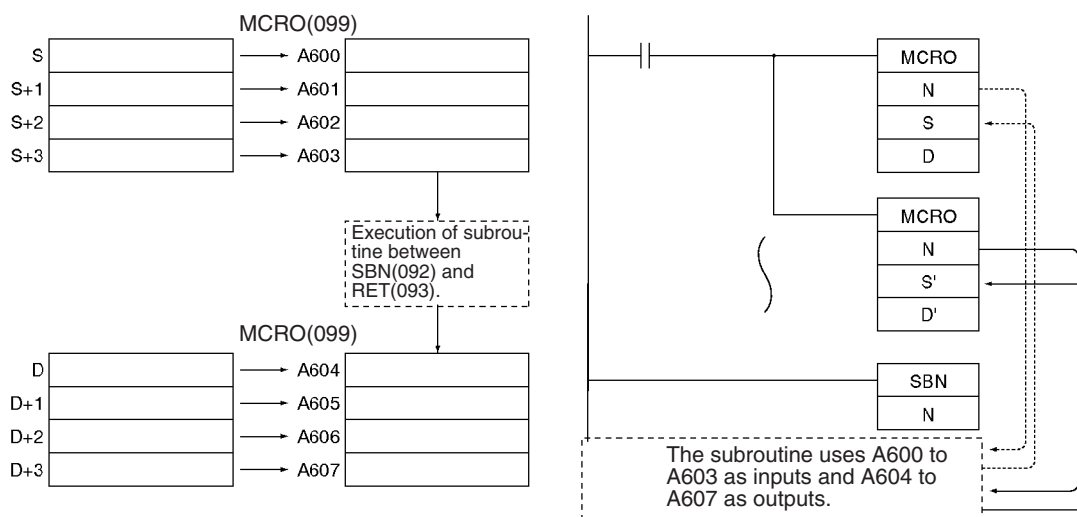 MCRO(099)
S A600
S+1 A601
S+2 A602
S+3 A603
Execution of subrou-
tine between
SBN(092) and
RET(093).
MCRO(099)
D A604
D+1 A605
D+2 A606
D+3 A607
MCRO
N
S
D
MCRO
N
S'
D'
SBN
N
The subroutine uses A600 to
A603 as inputs and A604 to
A607 as outputs.